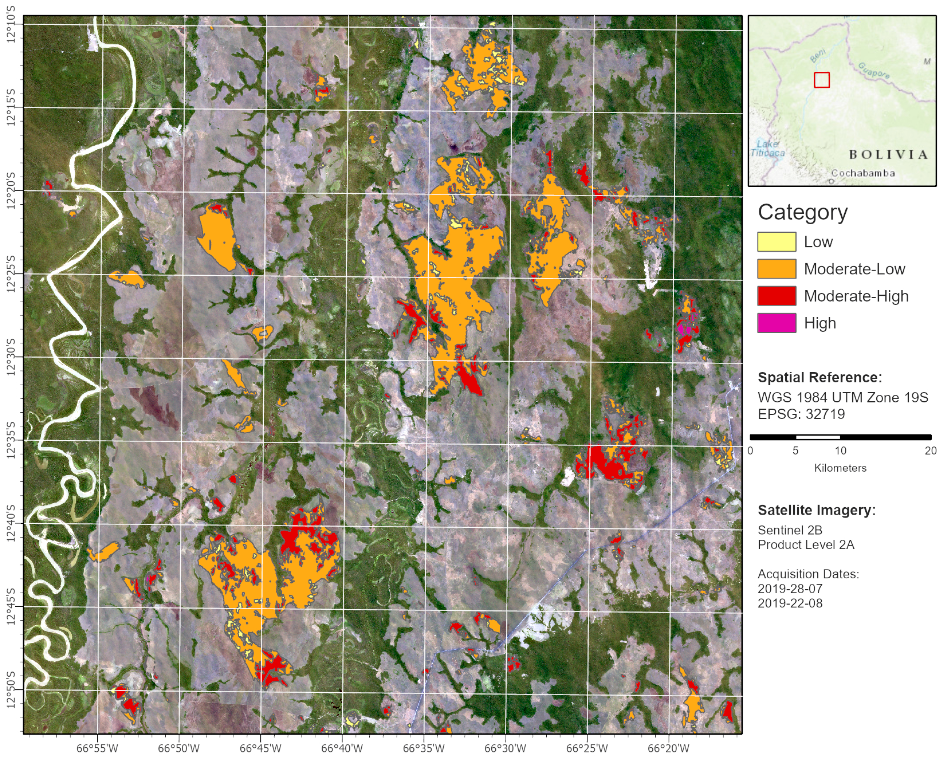 12°10'S
12°15'S
12°20'S
12°25'S
12°30'S
12°35'S
12°40'S
12°45'S
12°50'S
66°55'W
66°50'W
66°45'W
66°40'W
66°35'W
66°30'W
66°25'W
66°20'W
Beni
Guapore
M
Lake
Titicaca
BOLIVIA
Cochabamba
Category
Low
Moderate-Low
Moderate-High
High
Spatial Reference:
WGS 1984 UTM Zone 19S
EPSG: 32719
0 5 10 20
Kilometers
Satellite Imagery:
Sentinel 2B
Product Level 2A
Acquisition Dates:
2019-28-07
2019-22-08